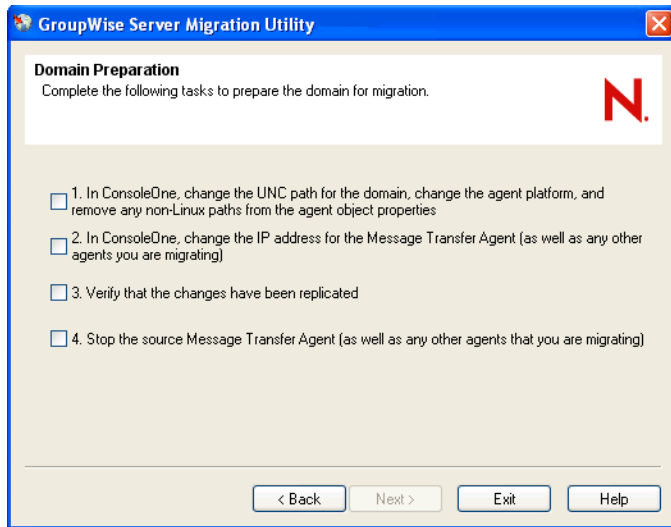 GroupWise Server Migration Utility
Domain Preparation
Complete the following tasks to prepare the domain for migration.
N.
1. In ConsoleOne, change the UNC path for the domain, change the agent platform, and
remove any non-Linux paths from the agent object properties
2. In ConsoleOne, change the IP address for the Message Transfer Agent (as well as any other
agents you are migrating)
3. Verify that the changes have been replicated
4. Stop the source Message Transfer Agent (as well as any other agents that you are migrating)
< Back
Next >
Exit
Help